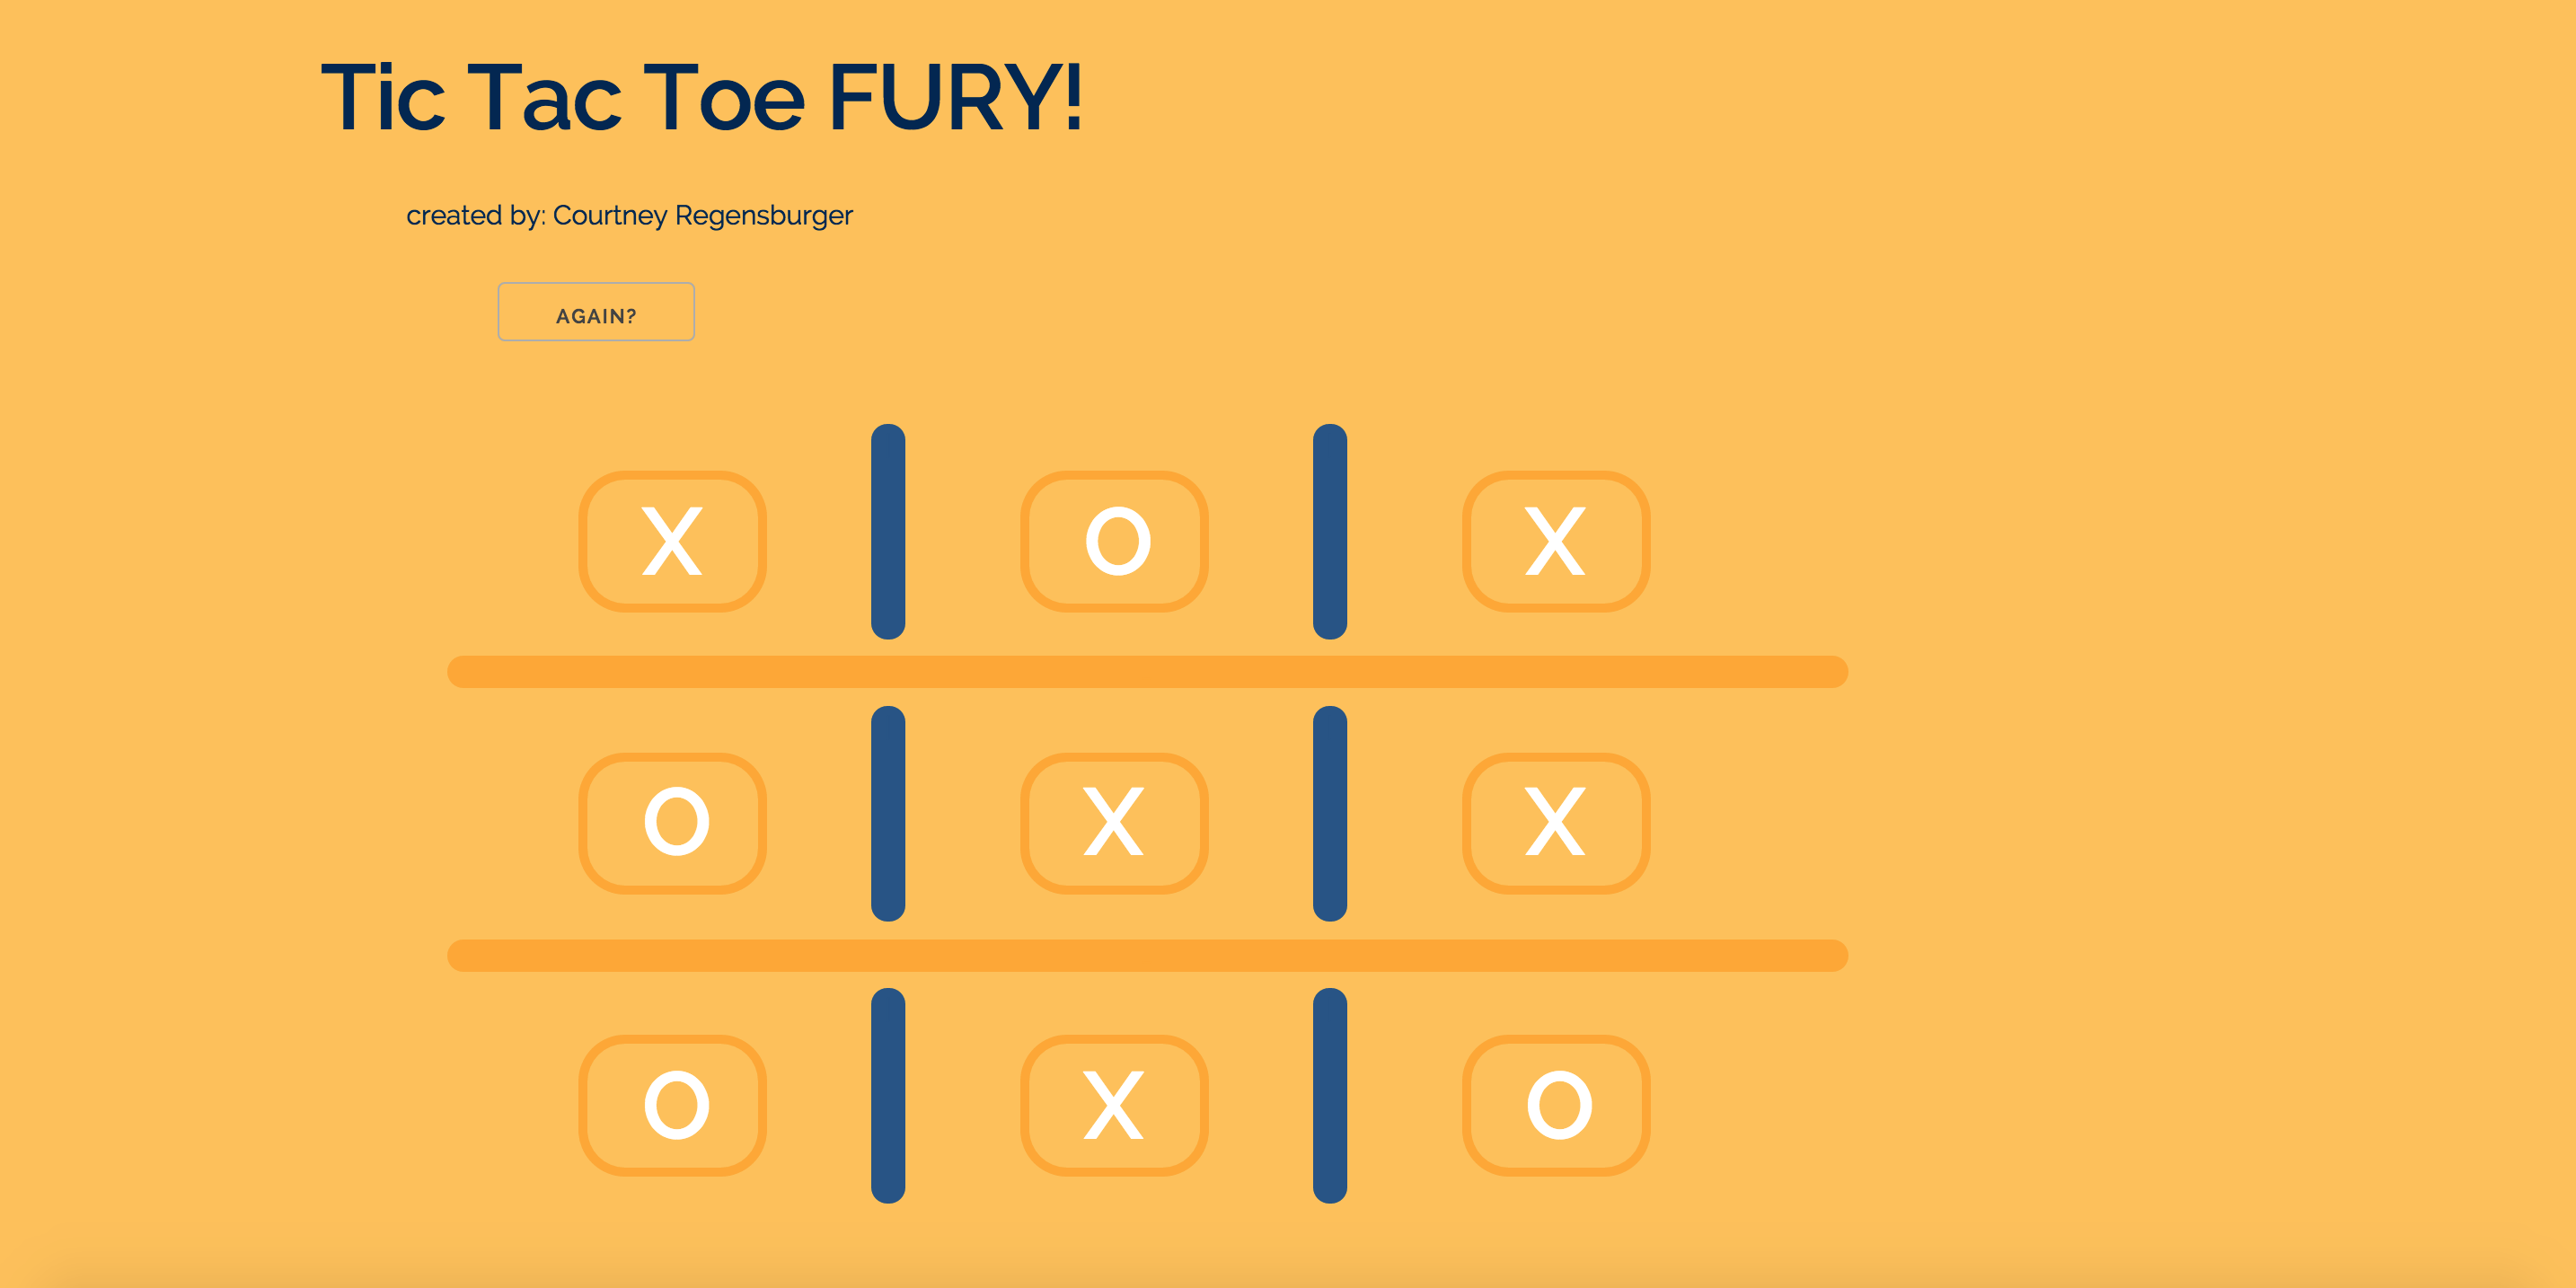 Tic Tac Toe FURY!
created by: Courtney Regensburger
AGAIN?
X O X
O X X
O X O